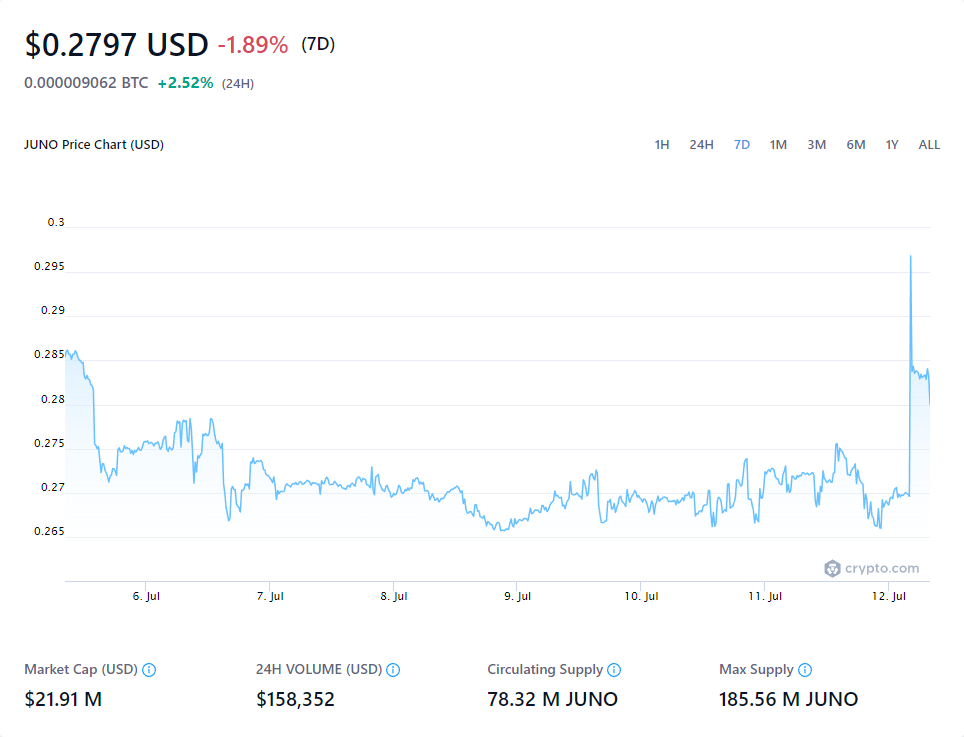 $0.2797 USD -1.89% (7D)
0.000009062 BTC +2.52% (24H)
JUNO Price Chart (USD) 1H 24H 7D 1M 3M 6M 1Y ALL
0.3
0.295
0.29
0.285
0.28
0.275
0.27
0.265
crypto.com
6. Jul 7. Jul 8. Jul 9. Jul 10. Jul 11. Jul 12. Jul
Market Cap (USD) 24H VOLUME (USD) Circulating Supply Max Supply
$21.91 M $158,352 78.32 M JUNO 185.56 M JUNO